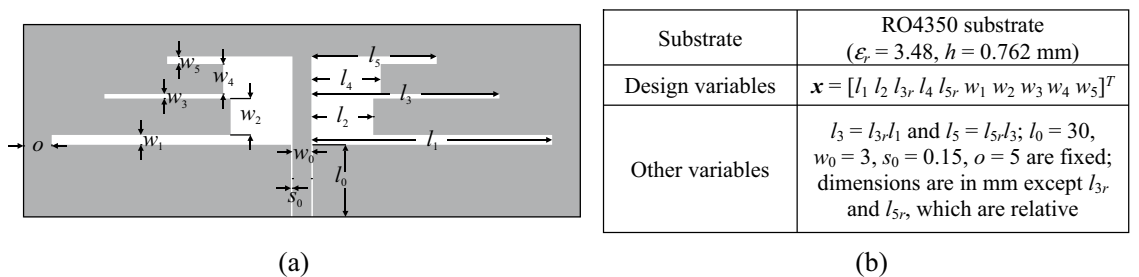 l₅
w₅
l₄
w₄
l₃
w₃
w₂
l₂
w₁
l₁
o
w₀
l₀
s₀
(a)
Substrate
RO4350 substrate
(εᵣ = 3.48, h = 0.762 mm)
Design variables
x = [l₁ l₂ l₃ᵣ l₄ l₅ᵣ w₁ w₂ w₃ w₄ w₅]ᵀ
Other variables
l₃ = l₃ᵣl₁ and l₅ = l₅ᵣl₃; l₀ = 30,
w₀ = 3, s₀ = 0.15, o = 5 are fixed;
dimensions are in mm except l₃ᵣ
and l₅ᵣ, which are relative
(b)